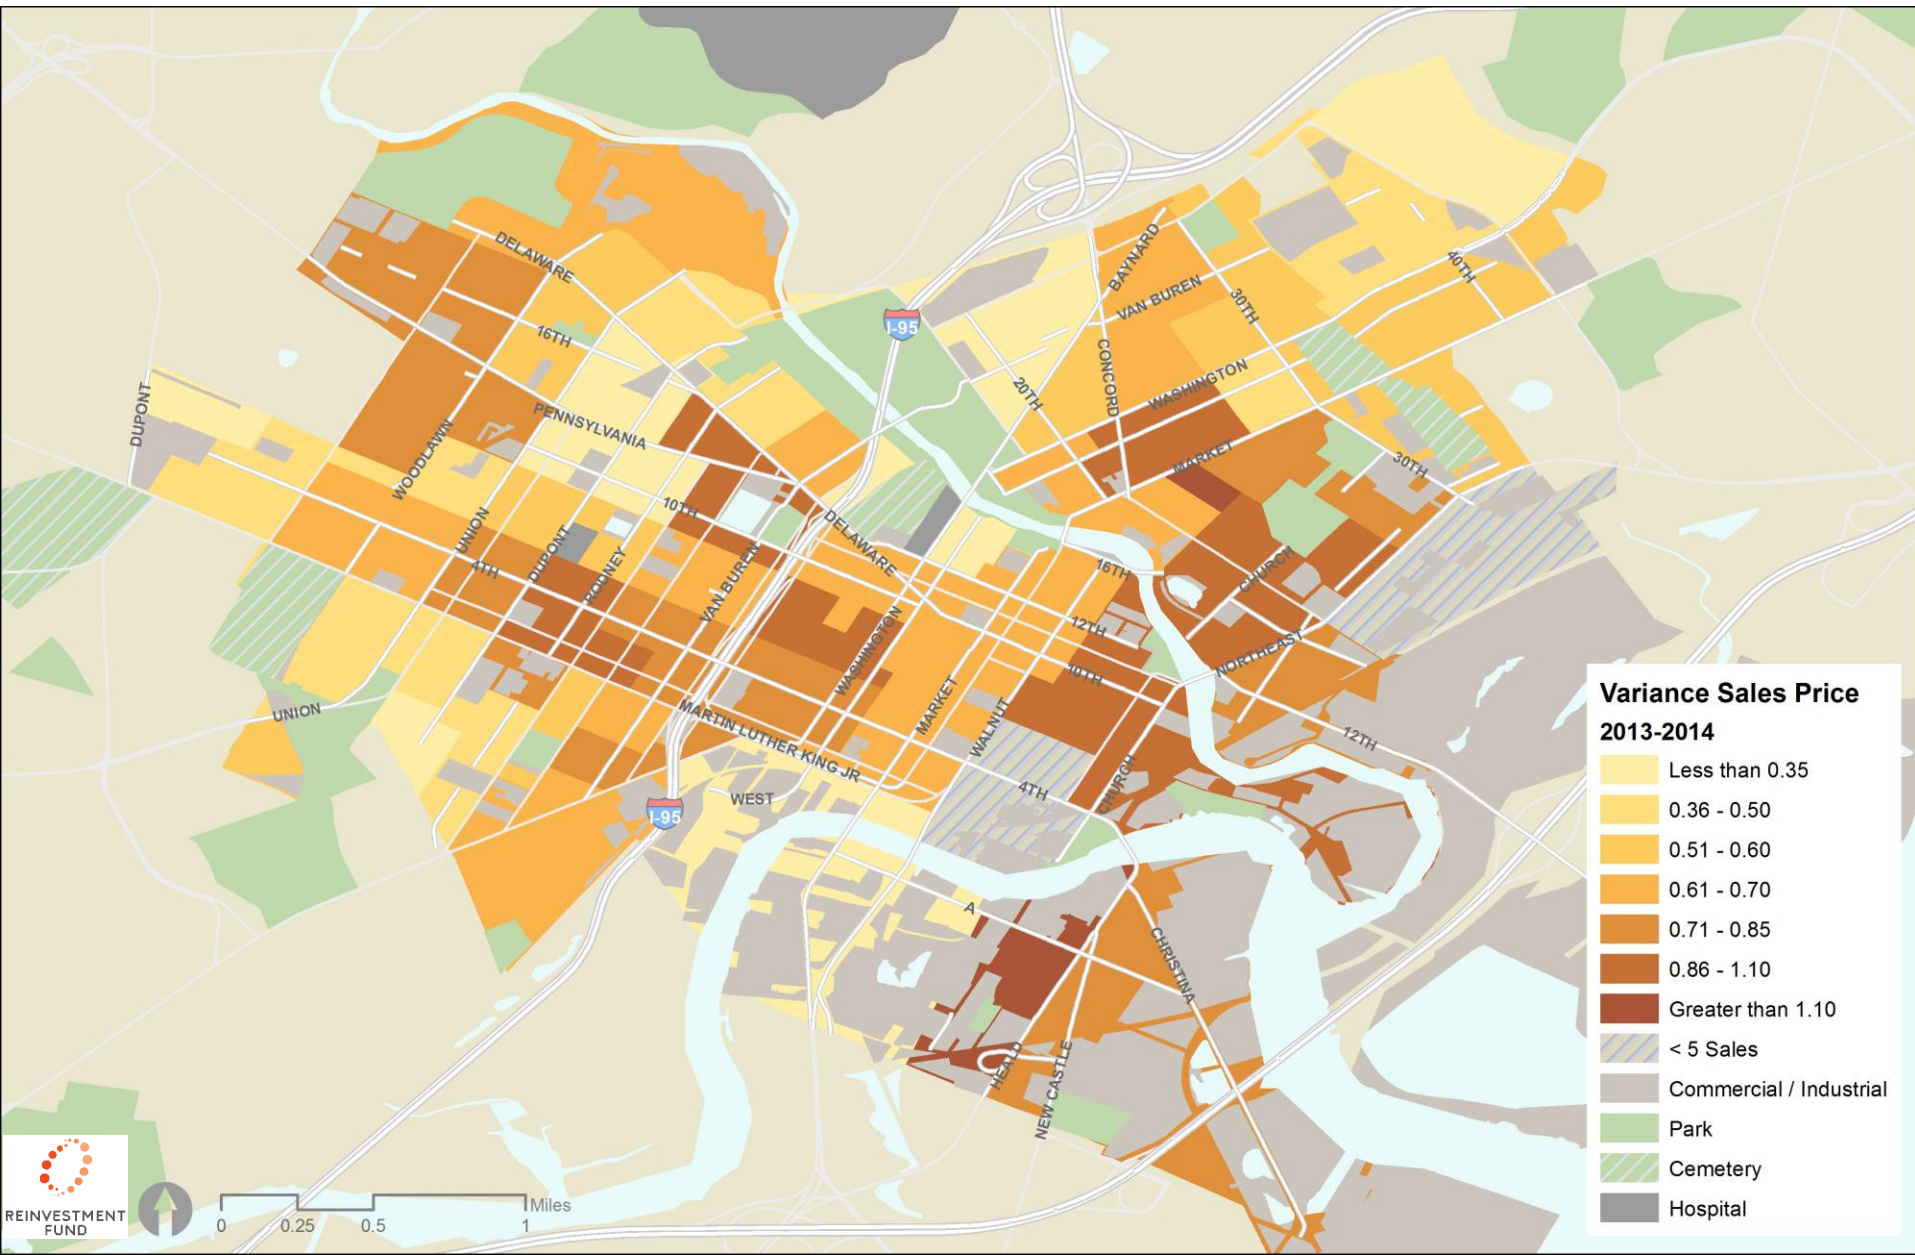 DELAWARE
BAYNARD
40TH
VAN BUREN
30TH
I-95
16TH
CONCORD
20TH
WASHINGTON
DUPONT
PENNSYLVANIA
WOODLAWN
MARKET
30TH
10TH
UNION
DELAWARE
DUPONT
4TH
RODNEY
VAN BUREN
16TH
CHURCH
12TH
WASHINGTON
NORTHEAST
10TH
UNION
MARKET
WALNUT
MARTIN LUTHER KING JR
12TH
4TH
CHURCH
WEST
I-95
A
CHRISTINA
HEALD
NEW CASTLE
Variance Sales Price
2013-2014
Less than 0.35
0.36 - 0.50
0.51 - 0.60
0.61 - 0.70
0.71 - 0.85
0.86 - 1.10
Greater than 1.10
< 5 Sales
Commercial / Industrial
Park
Cemetery
Hospital
REINVESTMENT
FUND
Miles
0 0.25 0.5 1